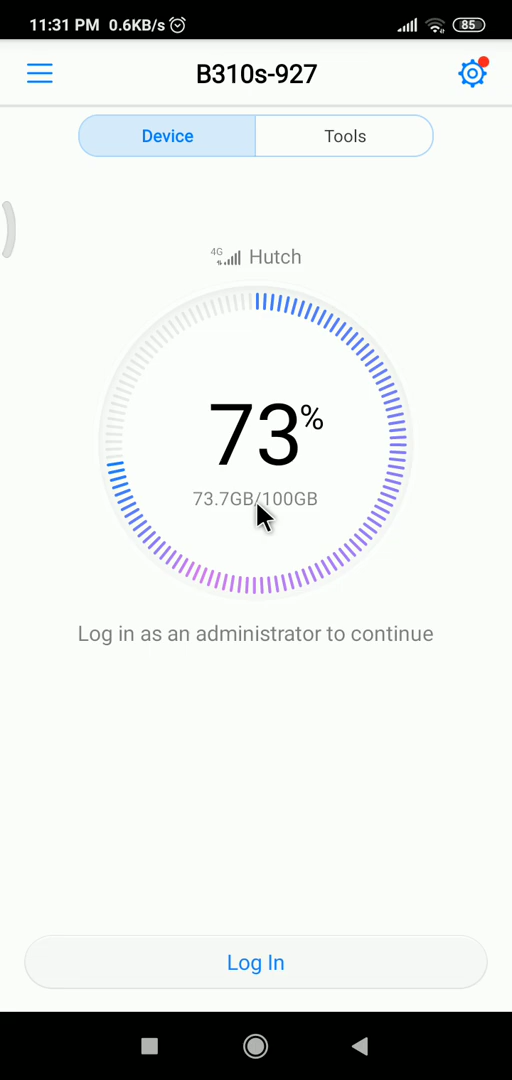 11:31 PM 0.6KB/s 85
B310s-927
Device Tools
4G Hutch
73%
73.7GB/100GB
Log in as an administrator to continue
Log In